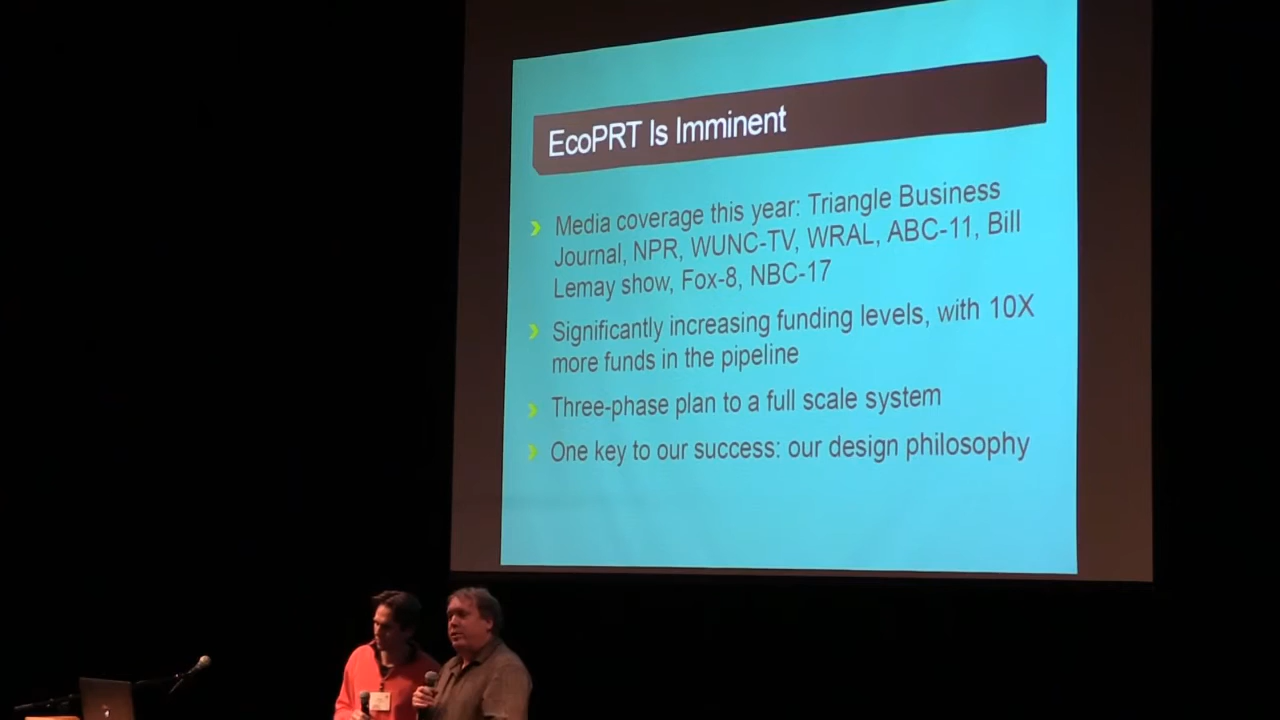 EcoPRT Is Imminent
Media coverage this year: Triangle Business
Journal, NPR, WUNC-TV, WRAL, ABC-11, Bill
Lemay show, Fox-8, NBC-17
Significantly increasing funding levels, with 10X
more funds in the pipeline
Three-phase plan to a full scale system
One key to our success: our design philosophy